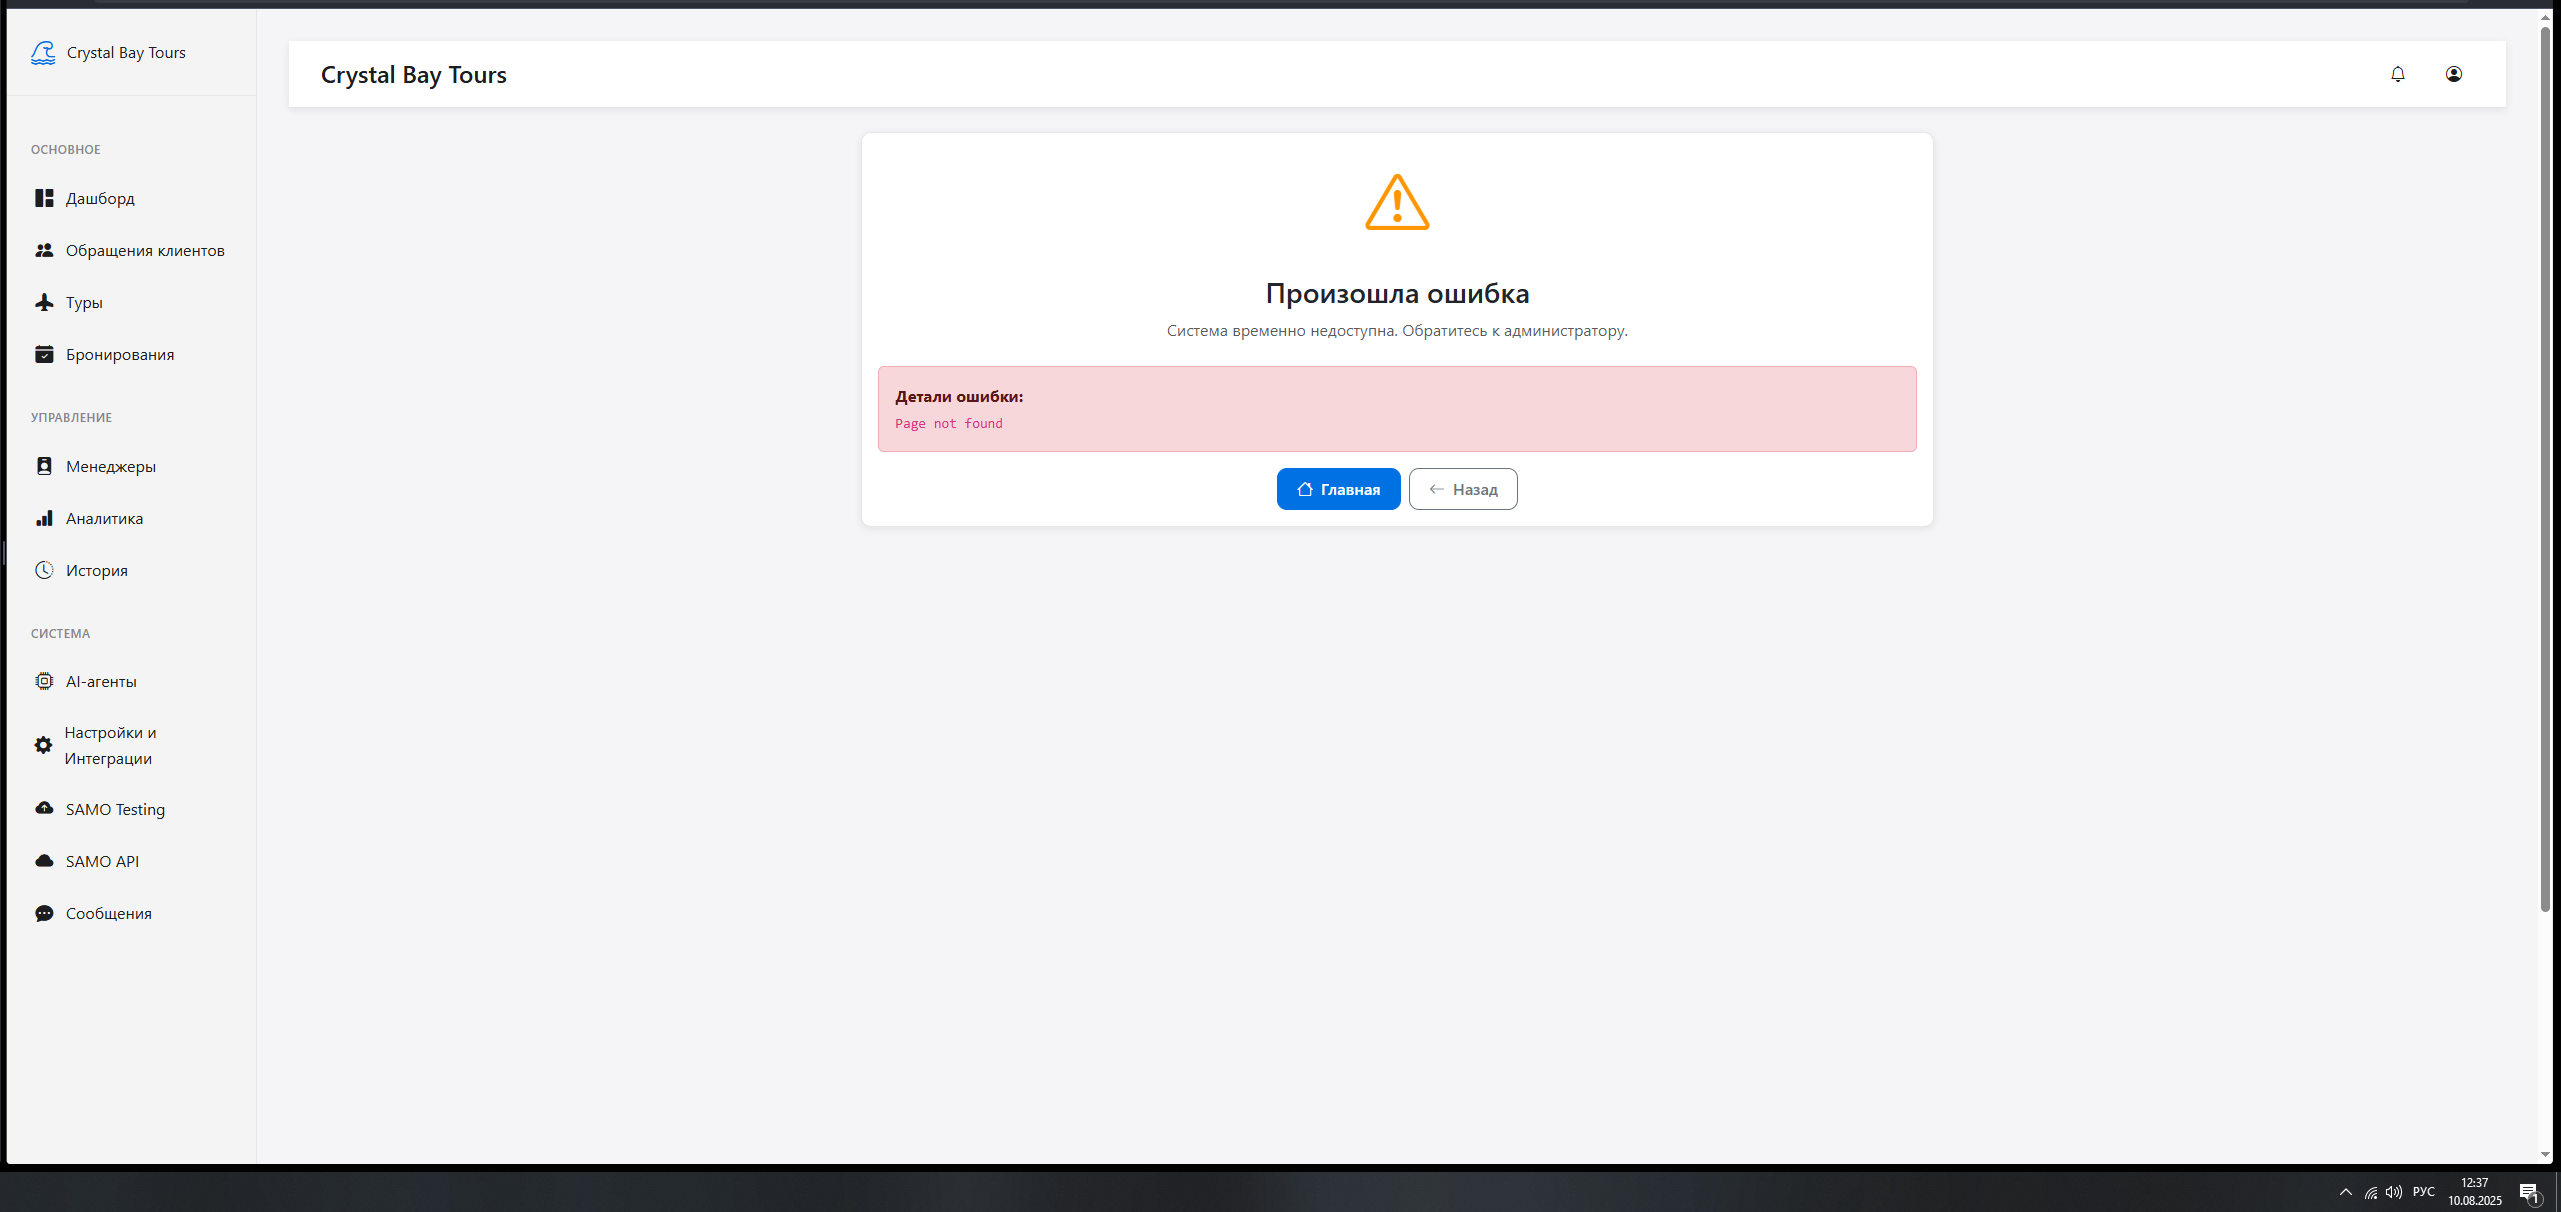 Crystal Bay Tours
ОСНОВНОЕ
Дашборд
Обращения клиентов
Туры
Бронирования
УПРАВЛЕНИЕ
Менеджеры
Аналитика
История
СИСТЕМА
AI-агенты
Настройки и
Интеграции
SAMO Testing
SAMO API
Сообщения
Crystal Bay Tours
Произошла ошибка
Система временно недоступна. Обратитесь к администратору.
Детали ошибки:
Page not found
Главная
Назад
РУС
12:37
10.08.2025
1